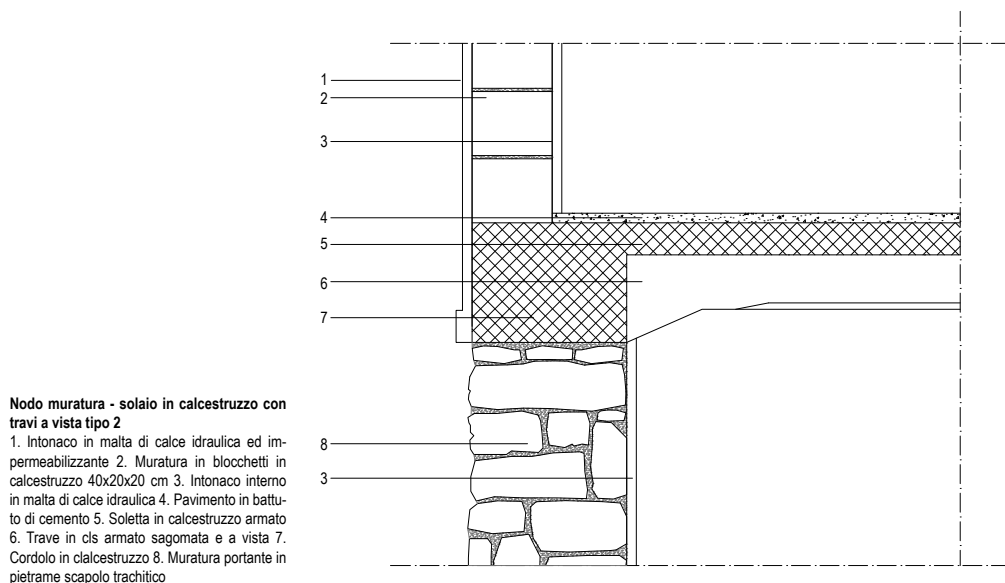 1
2
3
4
5
6
7
8
3
Nodo muratura - solaio in calcestruzzo con
travi a vista tipo 2
1. Intonaco in malta di calce idraulica ed im-
permeabilizzante 2. Muratura in blocchetti in
calcestruzzo 40x20x20 cm 3. Intonaco interno
in malta di calce idraulica 4. Pavimento in battu-
to di cemento 5. Soletta in calcestruzzo armato
6. Trave in cls armato sagomata e a vista 7.
Cordolo in clalcestruzzo 8. Muratura portante in
pietrame scapolo trachitico